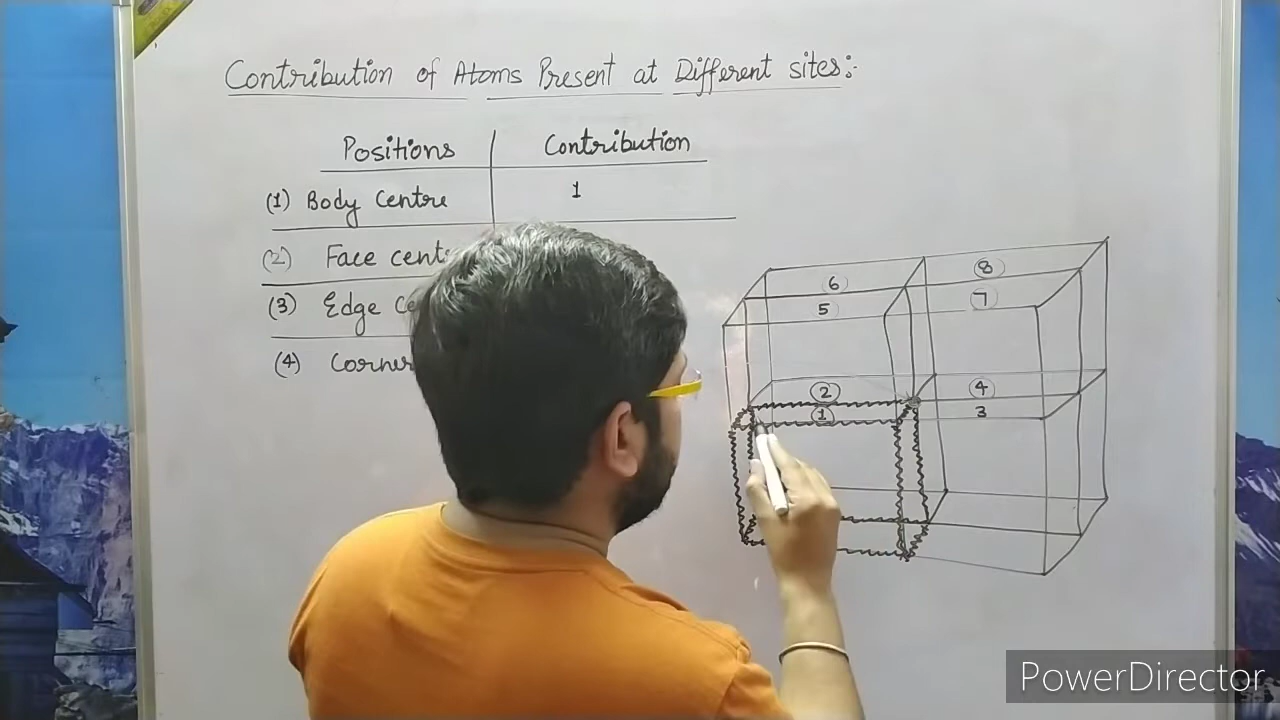 Contribution of Atoms Present at Different sites:-
Positions Contribution
(1) Body Centre 1
(2) Face cent
(3) Edge ce
(4) Corner
6 8
5 7
2 4
1 3
PowerDirector